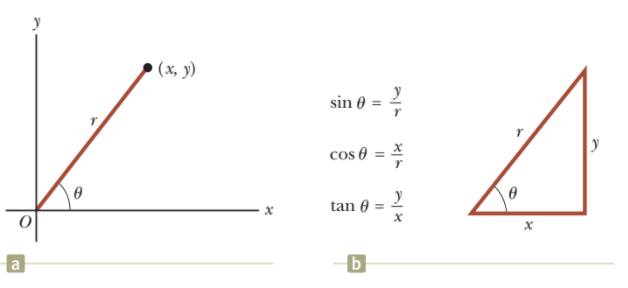 y
(x, y)
r
θ
x
O
a
sin θ = y/r
cos θ = x/r
tan θ = y/x
r
y
θ
x
b